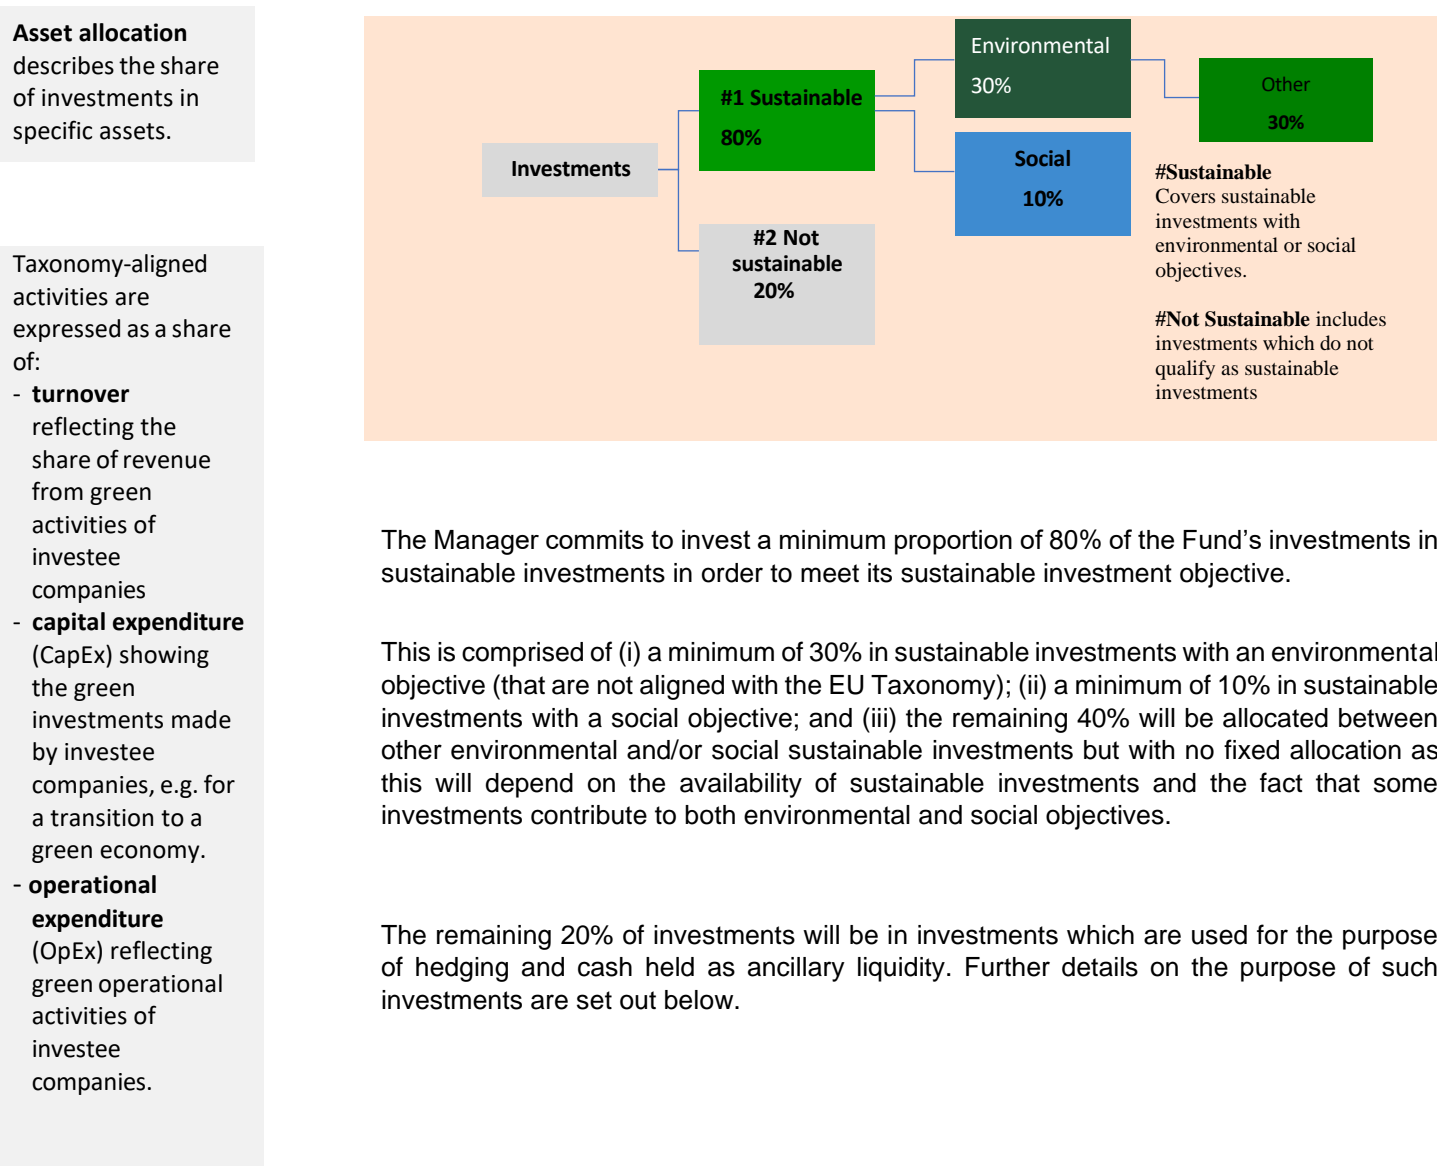 Asset allocation
describes the share
of investments in
specific assets.
Taxonomy-aligned
activities are
expressed as a share
of:
- turnover
reflecting the
share of revenue
from green
activities of
investee
companies
- capital expenditure
(CapEx) showing
the green
investments made
by investee
companies, e.g. for
a transition to a
green economy.
- operational
expenditure
(OpEx) reflecting
green operational
activities of
investee
companies.
Investments
#1 Sustainable
80%
#2 Not
sustainable
20%
Environmental
30%
Social
10%
Other
30%
#Sustainable
Covers sustainable
investments with
environmental or social
objectives.
#Not Sustainable includes
investments which do not
qualify as sustainable
investments
The Manager commits to invest a minimum proportion of 80% of the Fund's investments in
sustainable investments in order to meet its sustainable investment objective.
This is comprised of (i) a minimum of 30% in sustainable investments with an environmental
objective (that are not aligned with the EU Taxonomy); (ii) a minimum of 10% in sustainable
investments with a social objective; and (iii) the remaining 40% will be allocated between
other environmental and/or social sustainable investments but with no fixed allocation as
this will depend on the availability of sustainable investments and the fact that some
investments contribute to both environmental and social objectives.
The remaining 20% of investments will be in investments which are used for the purpose
of hedging and cash held as ancillary liquidity. Further details on the purpose of such
investments are set out below.